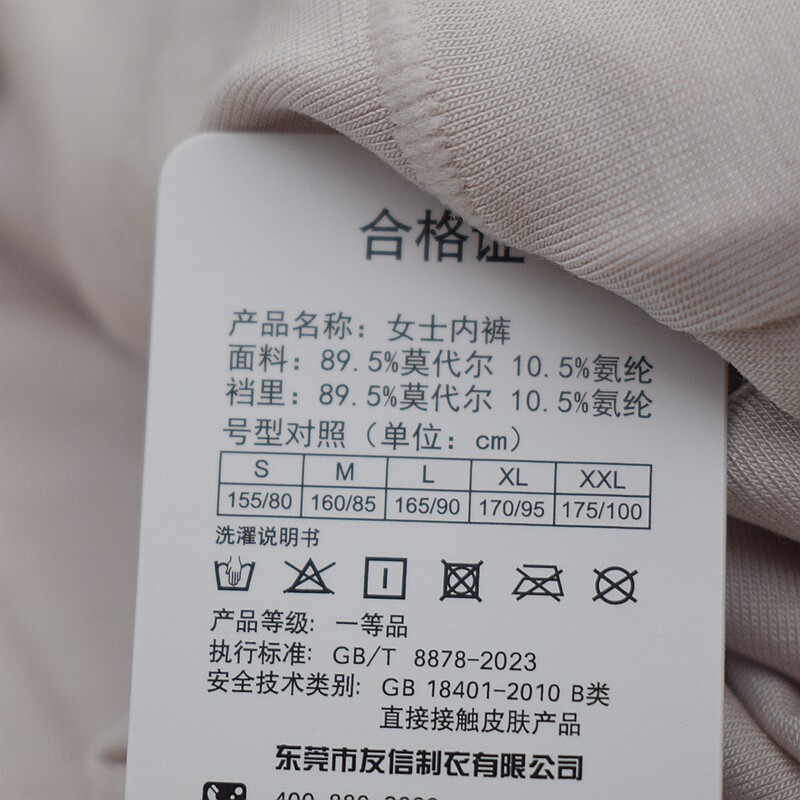 合格证
产品名称：女士内裤
面料：89.5%莫代尔 10.5%氨纶
裆里：89.5%莫代尔 10.5%氨纶
号型对照（单位：cm）
S M L XL XXL
155/80 160/85 165/90 170/95 175/100
洗濯说明书
产品等级：一等品
执行标准：GB/T 8878-2023
安全技术类别：GB 18401-2010 B类
直接接触皮肤产品
东莞市友信制衣有限公司